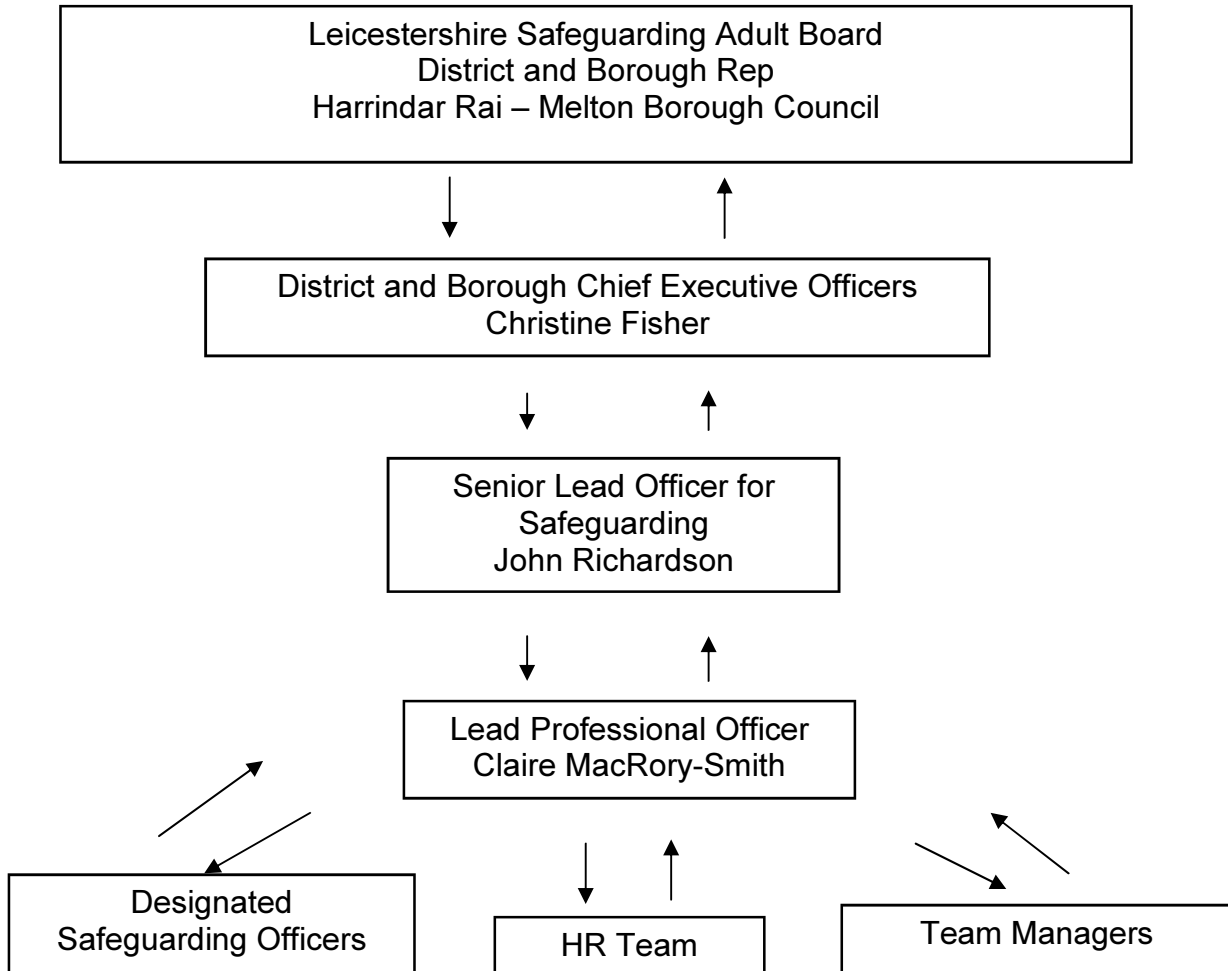 Leicestershire Safeguarding Adult Board
District and Borough Rep
Harrindar Rai – Melton Borough Council
District and Borough Chief Executive Officers
Christine Fisher
Senior Lead Officer for
Safeguarding
John Richardson
Lead Professional Officer
Claire MacRory-Smith
Designated
Safeguarding Officers
HR Team
Team Managers